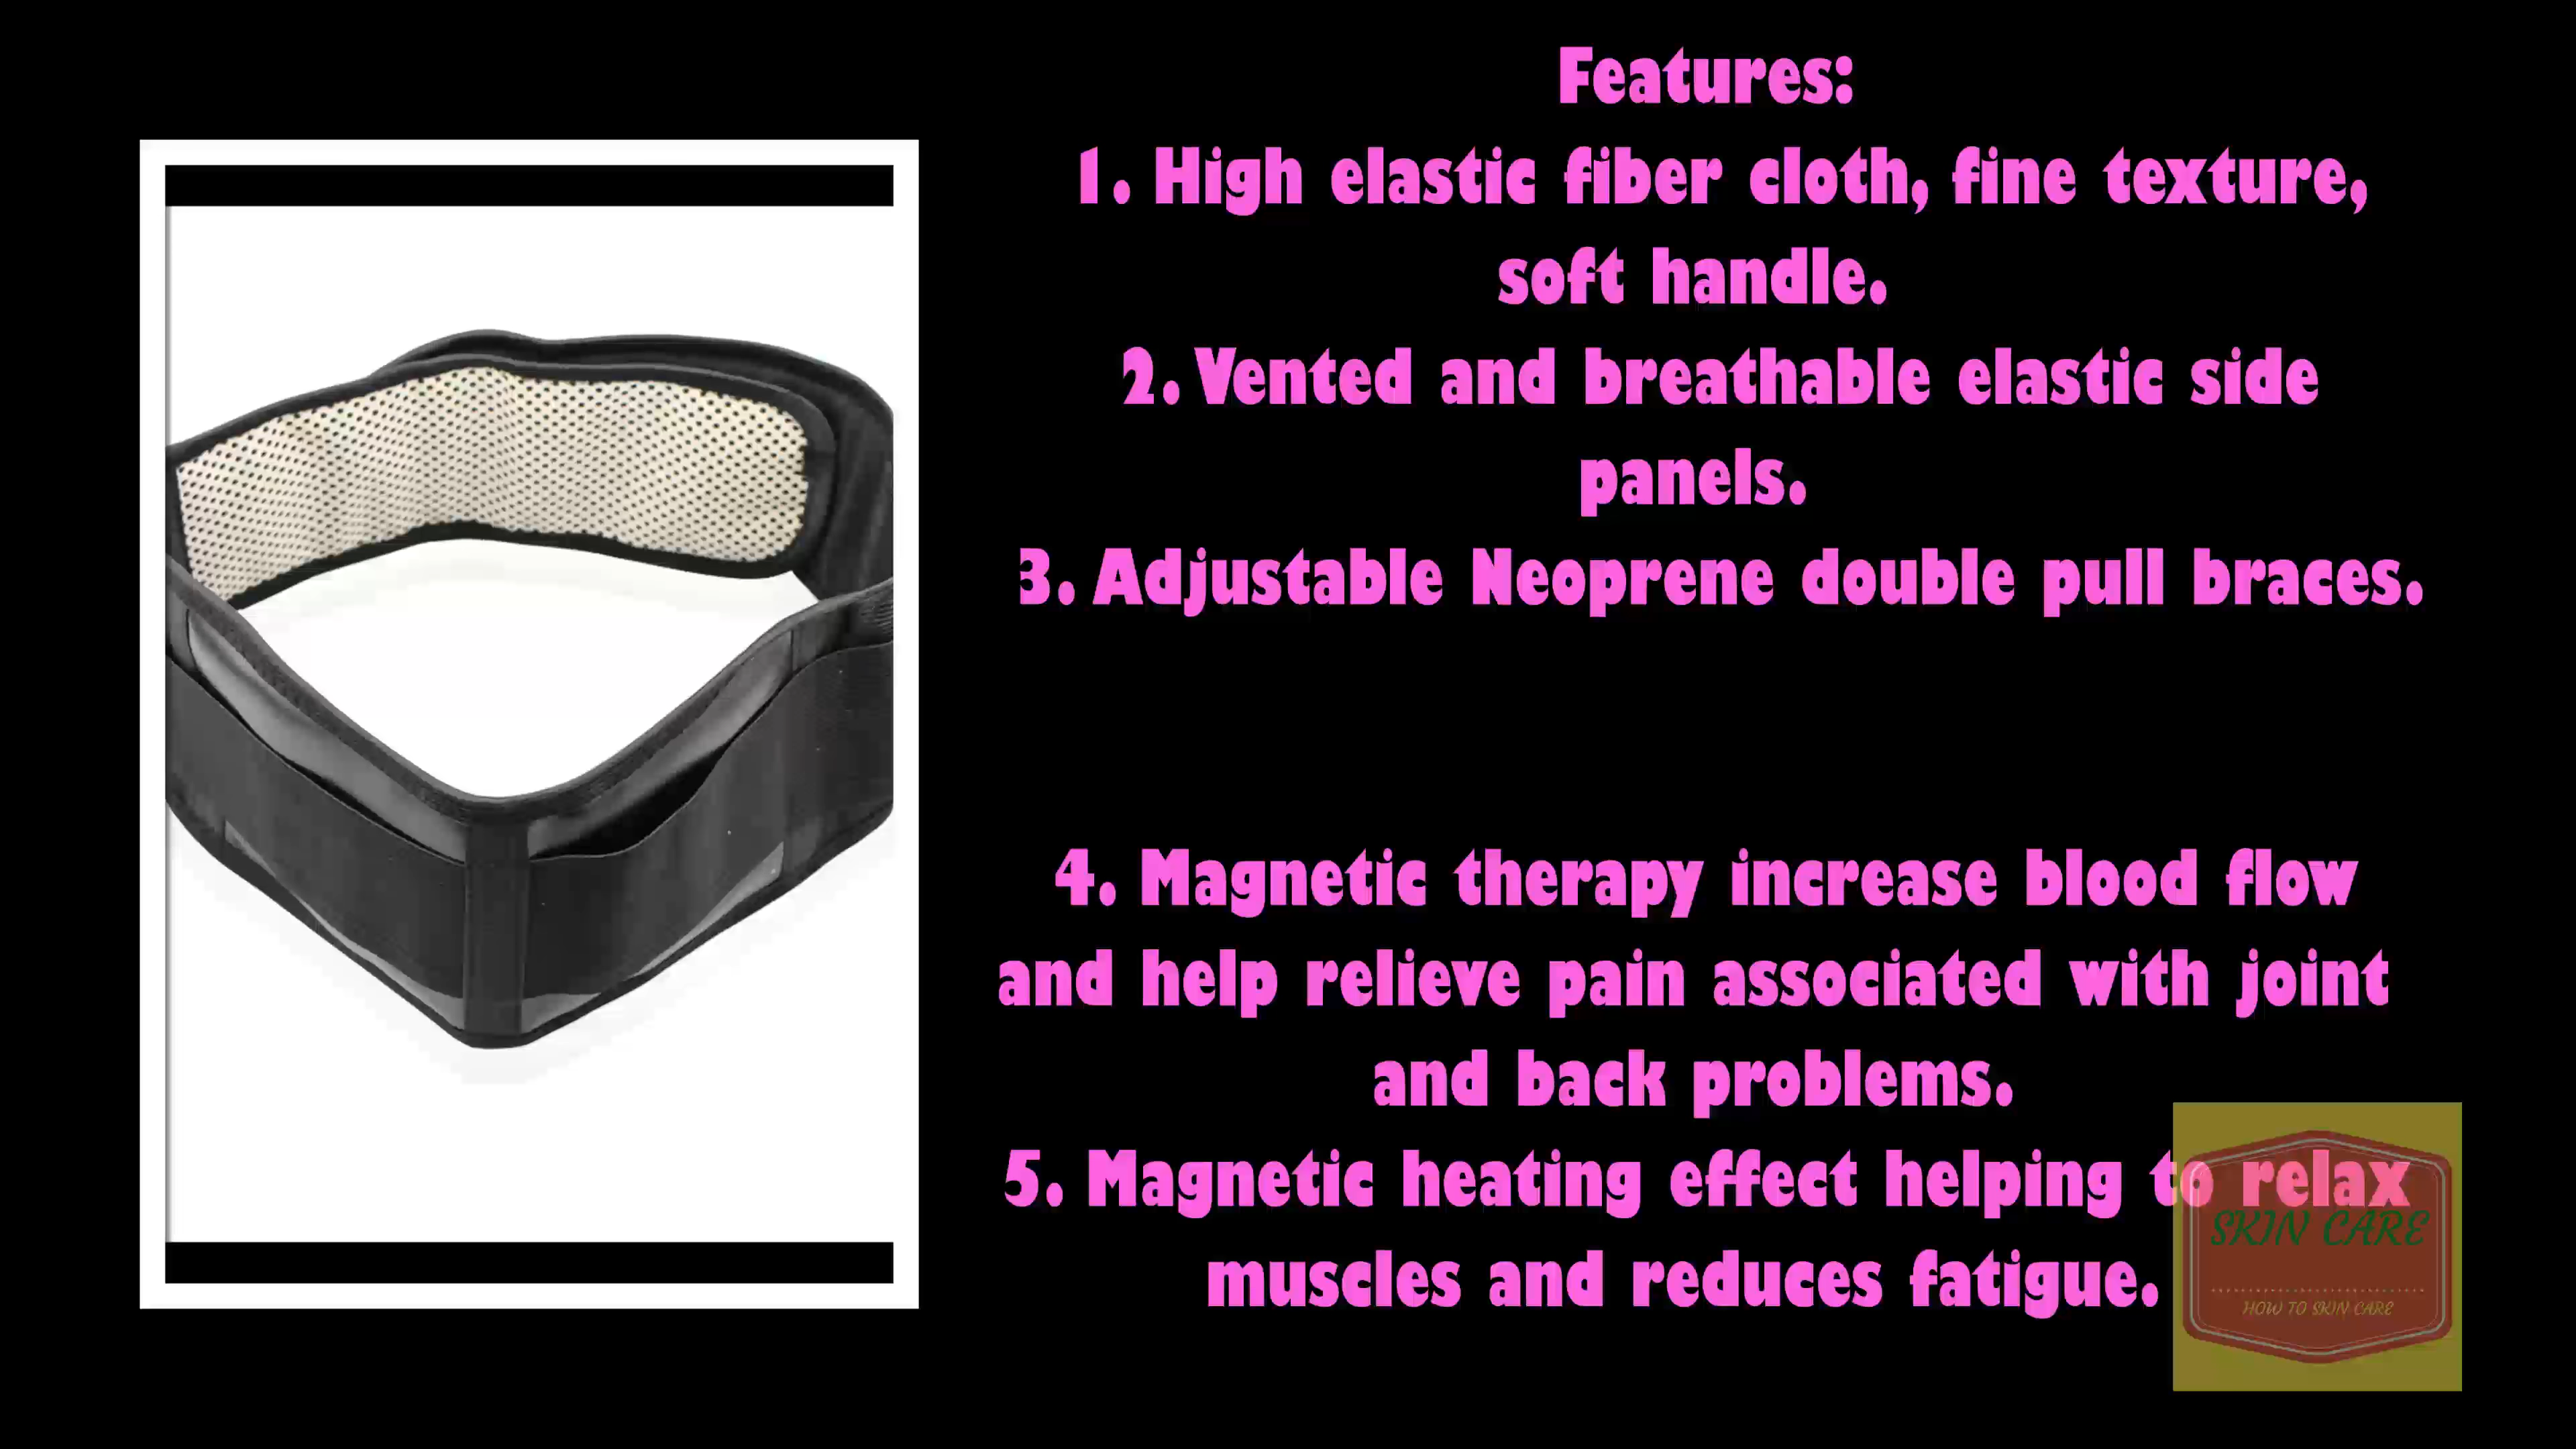 Features:
1. High elastic fiber cloth, fine texture,
soft handle.
2. Vented and breathable elastic side
panels.
3. Adjustable Neoprene double pull braces.
4. Magnetic therapy increase blood flow
and help relieve pain associated with joint
and back problems.
5. Magnetic heating effect helping to relax
muscles and reduces fatigue.
SKIN CARE
HOW TO SKIN CARE